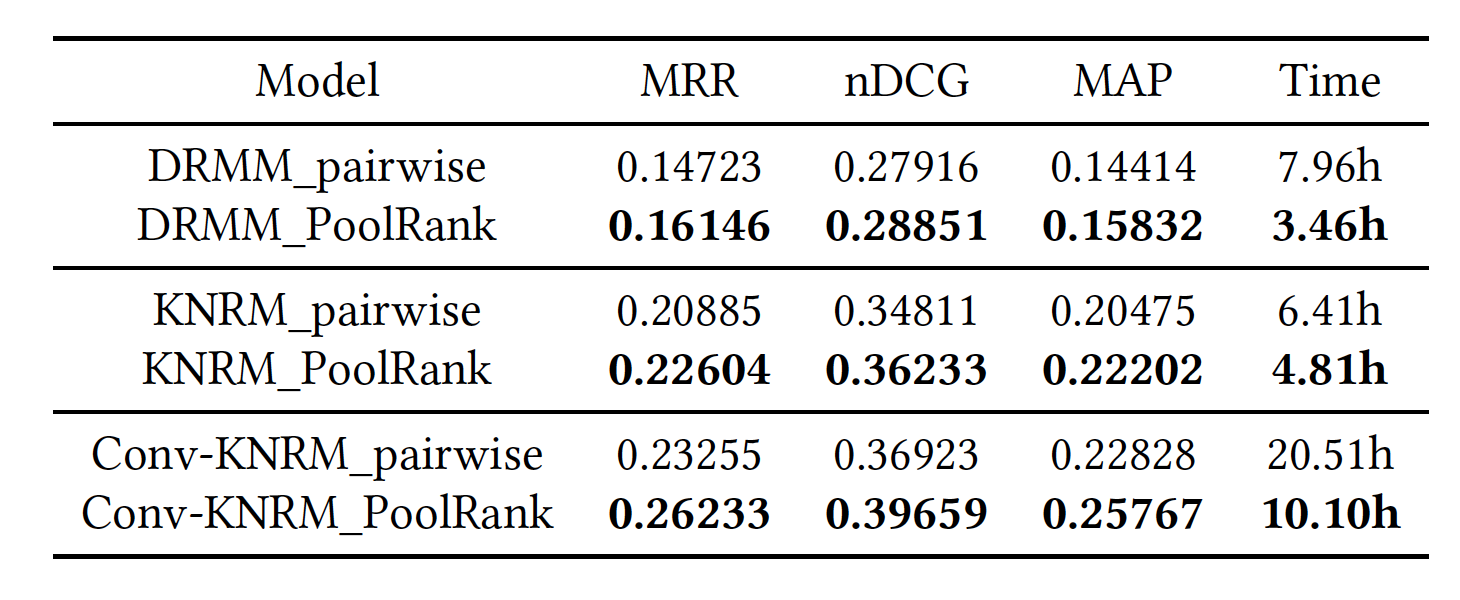 Model MRR nDCG MAP Time
DRMM_pairwise 0.14723 0.27916 0.14414 7.96h
DRMM_PoolRank 0.16146 0.28851 0.15832 3.46h
KNRM_pairwise 0.20885 0.34811 0.20475 6.41h
KNRM_PoolRank 0.22604 0.36233 0.22202 4.81h
Conv-KNRM_pairwise 0.23255 0.36923 0.22828 20.51h
Conv-KNRM_PoolRank 0.26233 0.39659 0.25767 10.10h